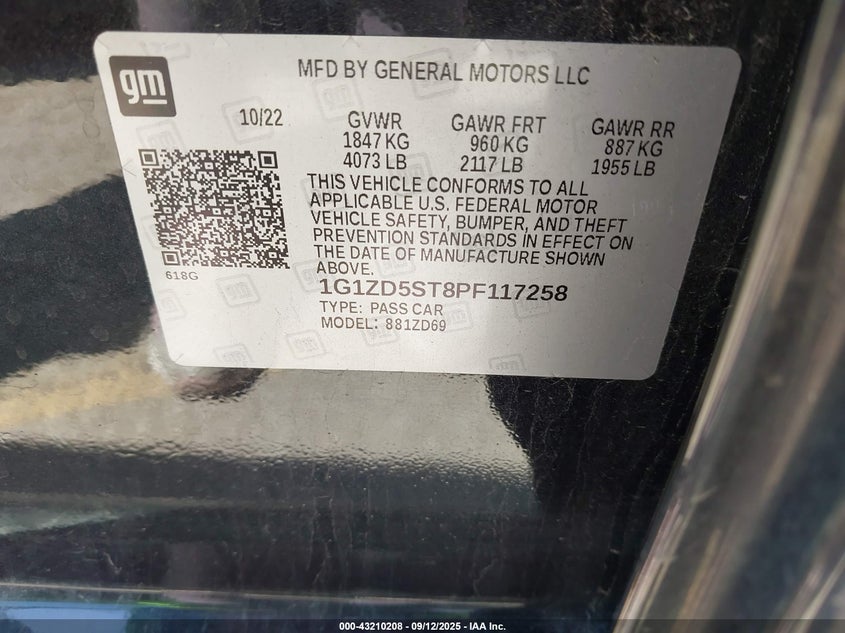 gm
MFD BY GENERAL MOTORS LLC
10/22 GVWR GAWR FRT GAWR RR
1847 KG 960 KG 887 KG
4073 LB 2117 LB 1955 LB
THIS VEHICLE CONFORMS TO ALL
APPLICABLE U.S. FEDERAL MOTOR
VEHICLE SAFETY, BUMPER, AND THEFT
PREVENTION STANDARDS IN EFFECT ON
THE DATE OF MANUFACTURE SHOWN
ABOVE.
618G
1G1ZD5ST8PF117258
TYPE: PASS CAR
MODEL: 881ZD69
000-43210208 - 09/12/2025 - IAA Inc.